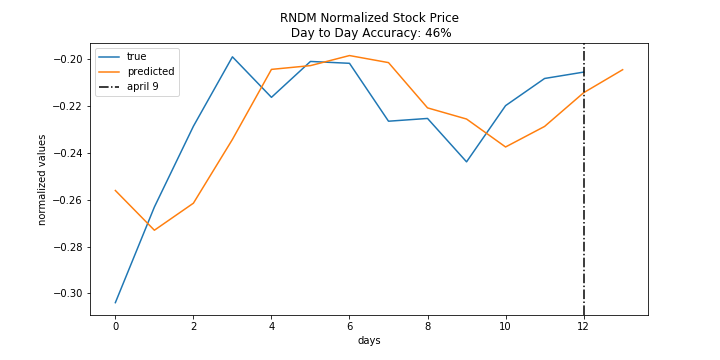 RNDM Normalized Stock Price
Day to Day Accuracy: 46%
true
predicted
april 9
normalized values
−0.20
−0.22
−0.24
−0.26
−0.28
−0.30
0
2
4
6
8
10
12
days